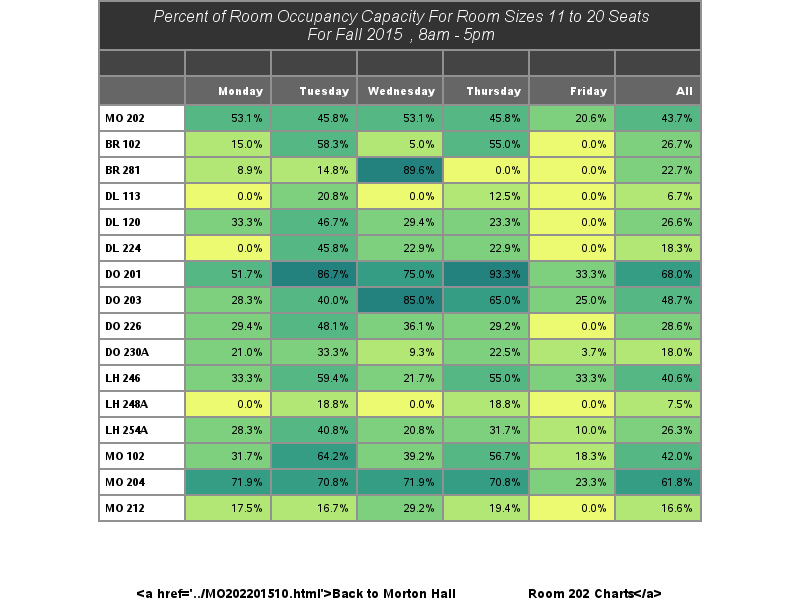 Percent of Room Occupancy Capacity For Room Sizes 11 to 20 Seats
For Fall 2015 , 8am - 5pm
Monday Tuesday Wednesday Thursday Friday All
MO 202 53.1% 45.8% 53.1% 45.8% 20.6% 43.7%
BR 102 15.0% 58.3% 5.0% 55.0% 0.0% 26.7%
BR 281 8.9% 14.8% 89.6% 0.0% 0.0% 22.7%
DL 113 0.0% 20.8% 0.0% 12.5% 0.0% 6.7%
DL 120 33.3% 46.7% 29.4% 23.3% 0.0% 26.6%
DL 224 0.0% 45.8% 22.9% 22.9% 0.0% 18.3%
DO 201 51.7% 86.7% 75.0% 93.3% 33.3% 68.0%
DO 203 28.3% 40.0% 85.0% 65.0% 25.0% 48.7%
DO 226 29.4% 48.1% 36.1% 29.2% 0.0% 28.6%
DO 230A 21.0% 33.3% 9.3% 22.5% 3.7% 18.0%
LH 246 33.3% 59.4% 21.7% 55.0% 33.3% 40.6%
LH 248A 0.0% 18.8% 0.0% 18.8% 0.0% 7.5%
LH 254A 28.3% 40.8% 20.8% 31.7% 10.0% 26.3%
MO 102 31.7% 64.2% 39.2% 56.7% 18.3% 42.0%
MO 204 71.9% 70.8% 71.9% 70.8% 23.3% 61.8%
MO 212 17.5% 16.7% 29.2% 19.4% 0.0% 16.6%
<a href='../MO202201510.html'>Back to Morton Hall Room 202 Charts</a>